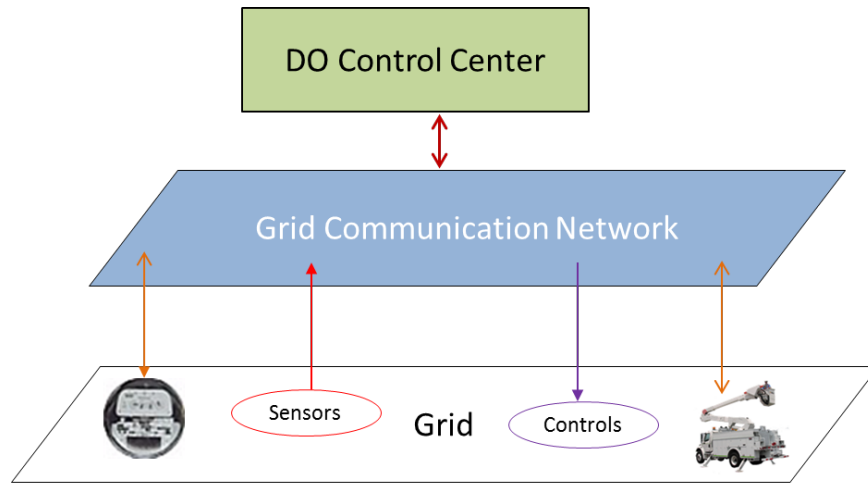 DO Control Center
Grid Communication Network
Sensors
Grid
Controls